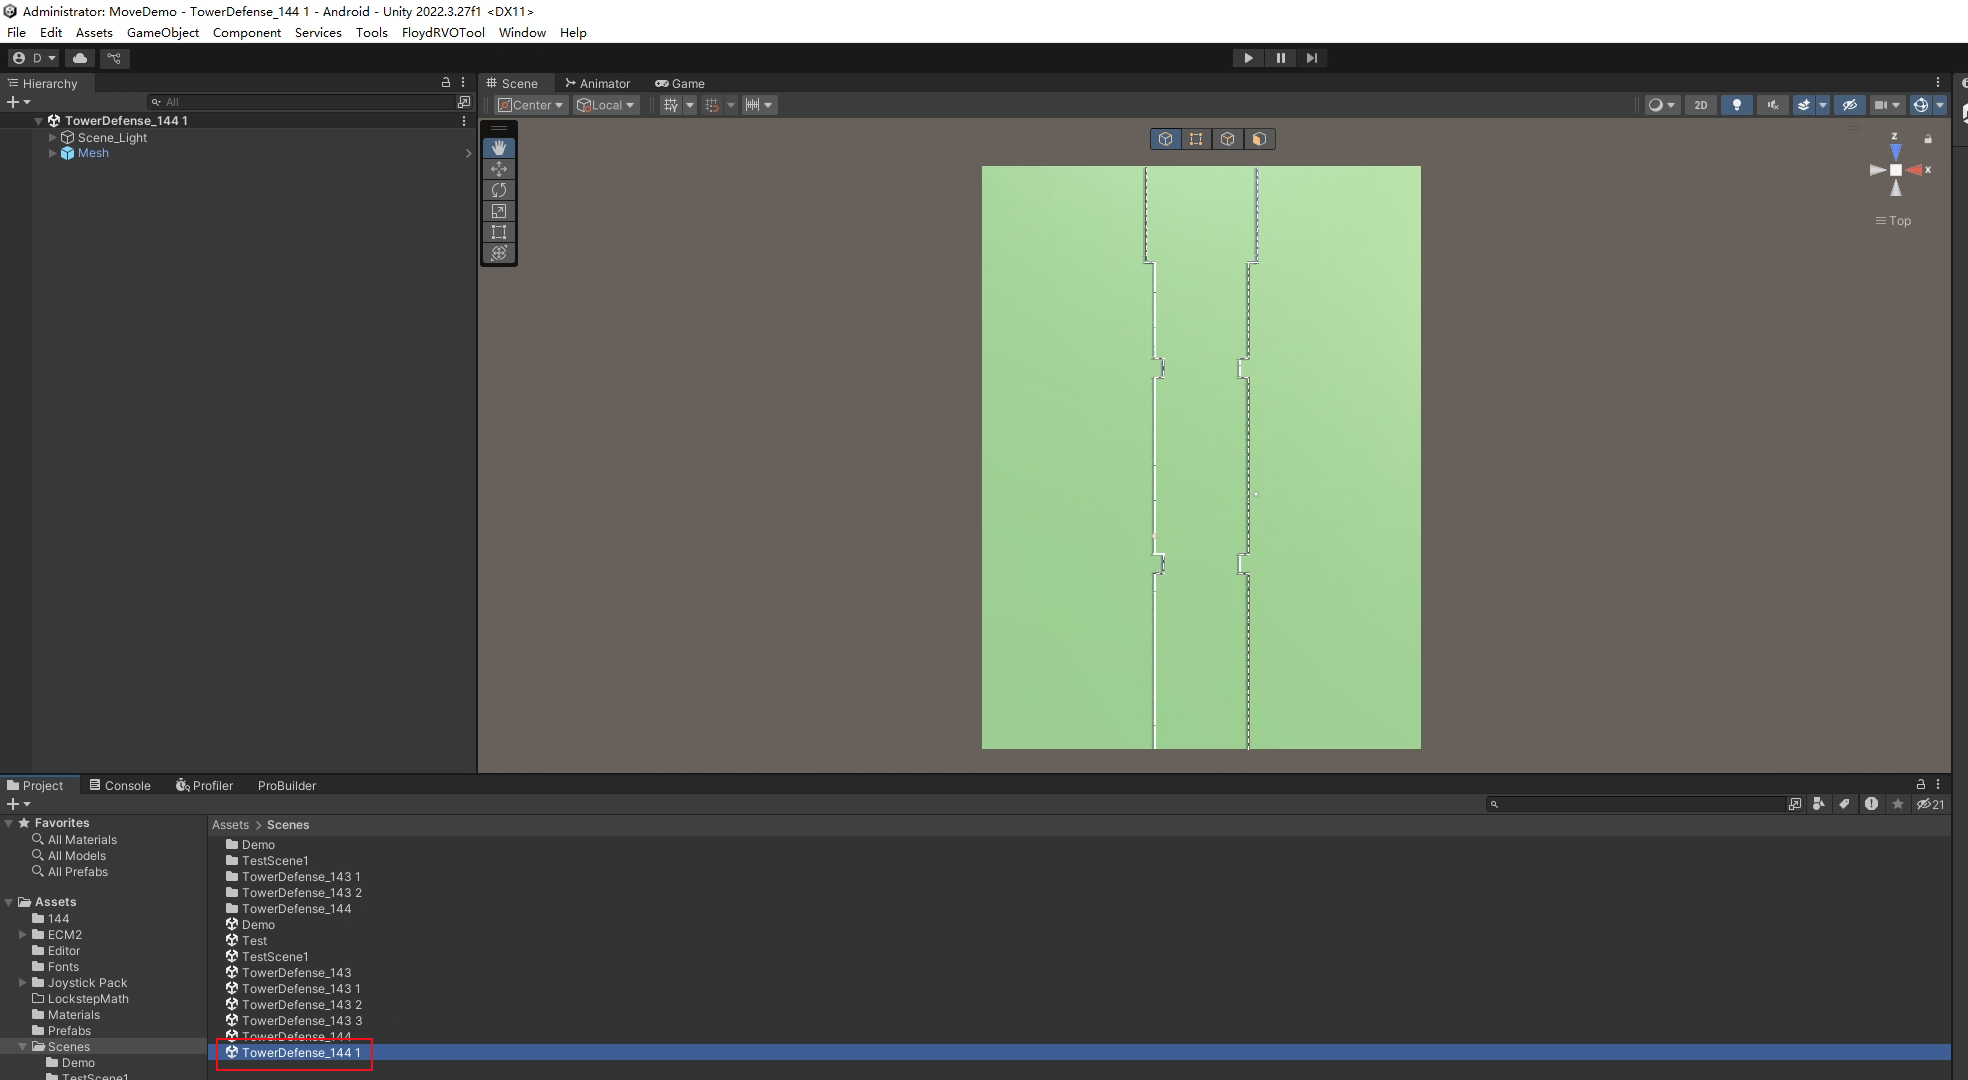 Administrator: MoveDemo - TowerDefense_144 1 - Android - Unity 2022.3.27f1 <DX11>
File Edit Assets GameObject Component Services Tools FloydRVOTool Window Help
D
Hierarchy
All
TowerDefense_144 1
Scene_Light
Mesh
Scene Animator Game
Center Local 2D
z
x
Top
Project Console Profiler ProBuilder
21
Favorites
All Materials
All Models
All Prefabs
Assets
144
ECM2
Editor
Fonts
Joystick Pack
LockstepMath
Materials
Prefabs
Scenes
Demo
TestScene1
Assets > Scenes
Demo
TestScene1
TowerDefense_143 1
TowerDefense_143 2
TowerDefense_144
Demo
Test
TestScene1
TowerDefense_143
TowerDefense_143 1
TowerDefense_143 2
TowerDefense_143 3
TowerDefense_144
TowerDefense_144 1